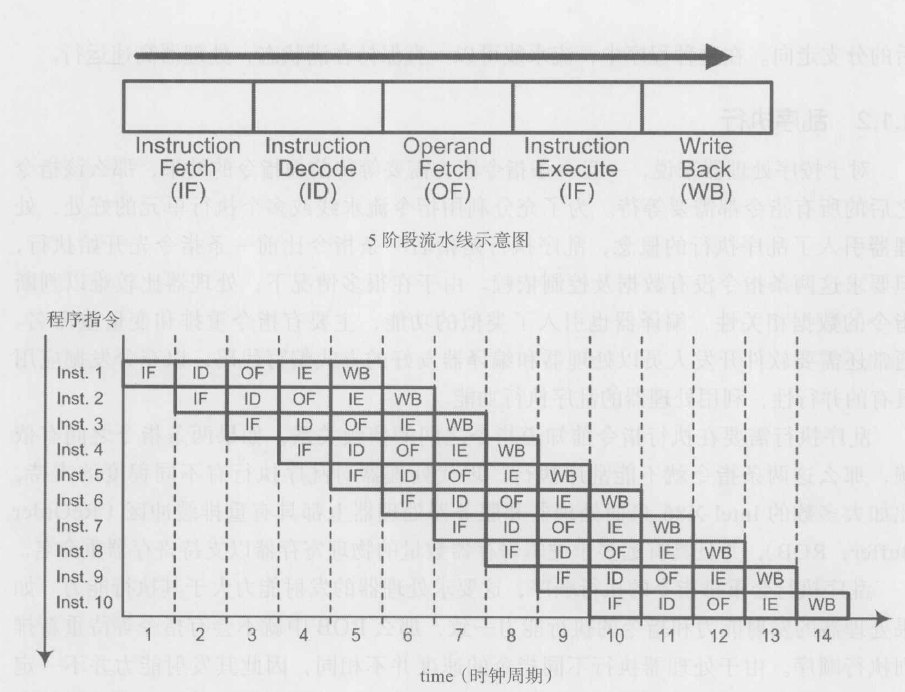 Instruction Instruction Operand Instruction Write
Fetch Decode Fetch Execute Back
(IF) (ID) (OF) (IF) (WB)
5 阶段流水线示意图
程序指令
Inst. 1 IF ID OF IE WB
Inst. 2 IF ID OF IE WB
Inst. 3 IF ID OF IE WB
Inst. 4 IF ID OF IE WB
Inst. 5 IF ID OF IE WB
Inst. 6 IF ID OF IE WB
Inst. 7 IF ID OF IE WB
Inst. 8 IF ID OF IE WB
Inst. 9 IF ID OF IE WB
Inst. 10 IF ID OF IE WB
1 2 3 4 5 6 7 8 9 10 11 12 13 14
time (时钟周期)